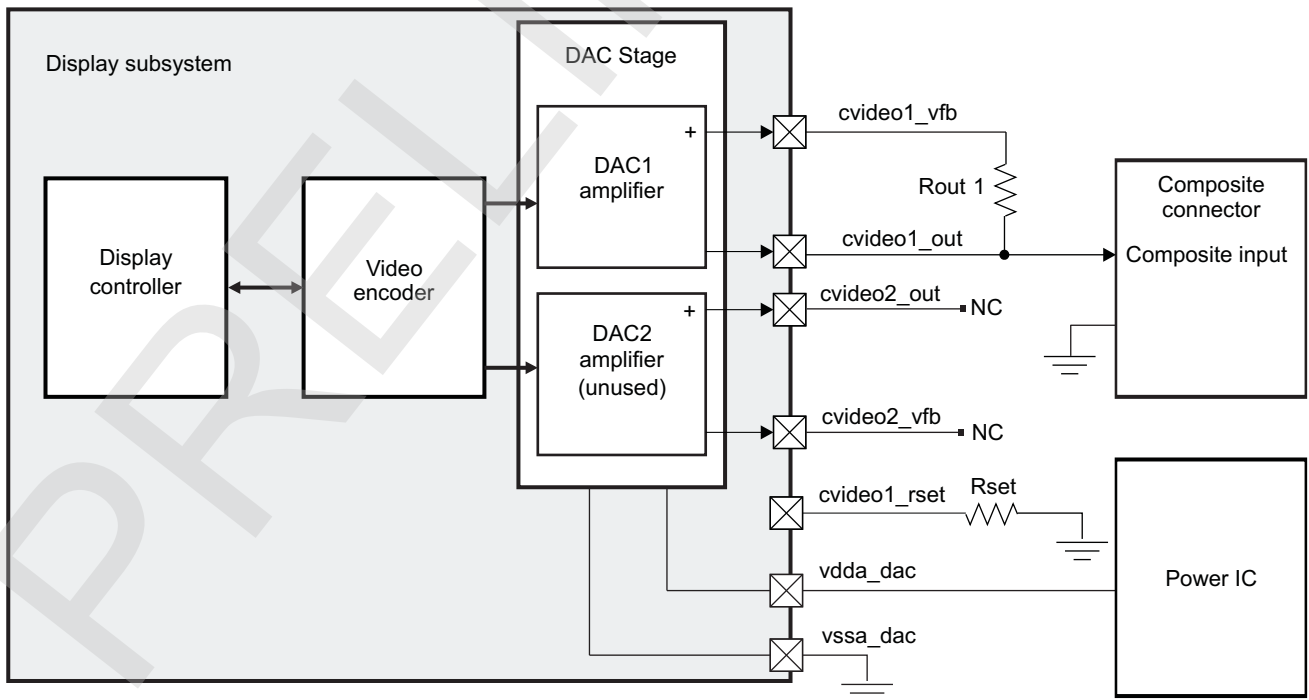 Display subsystem
DAC Stage
+
DAC1
amplifier
+
DAC2
amplifier
(unused)
Display
controller
Video
encoder
cvideo1_vfb
Rout 1
cvideo1_out
cvideo2_out
NC
cvideo2_vfb
NC
cvideo1_rset
Rset
vdda_dac
vssa_dac
Composite
connector
Composite input
Power IC
PRELI